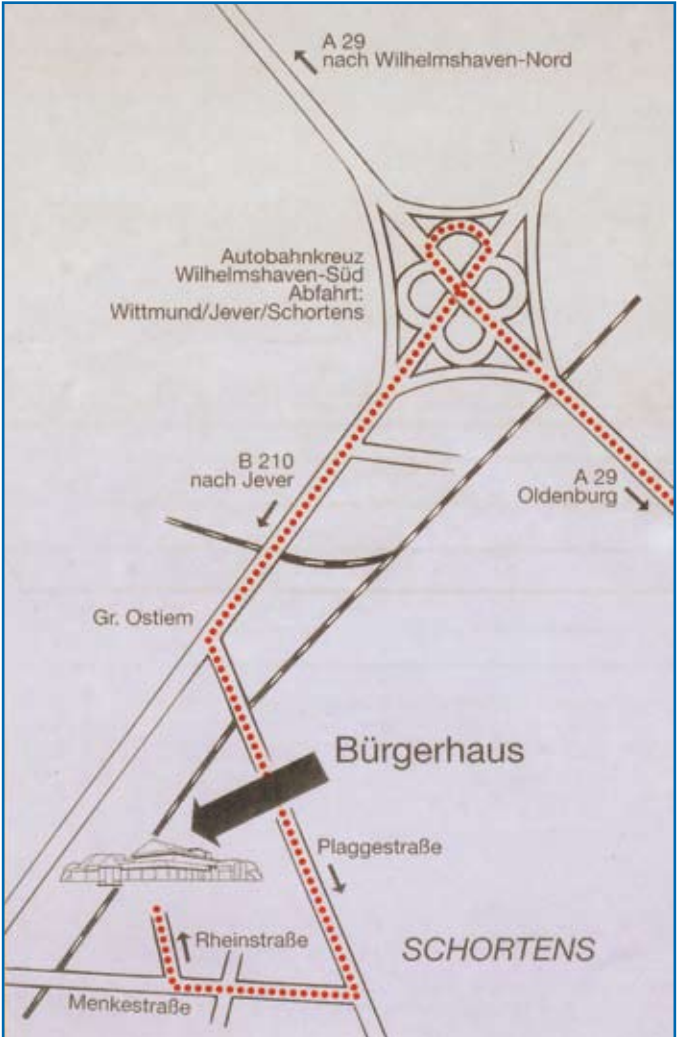 A 29
nach Wilhelmshaven-Nord
Autobahnkreuz
Wilhelmshaven-Süd
Abfahrt:
Wittmund/Jever/Schortens
B 210
nach Jever
A 29
Oldenburg
Gr. Ostiem
Bürgerhaus
Plaggestraße
Rheinstraße
SCHORTENS
Menkestraße